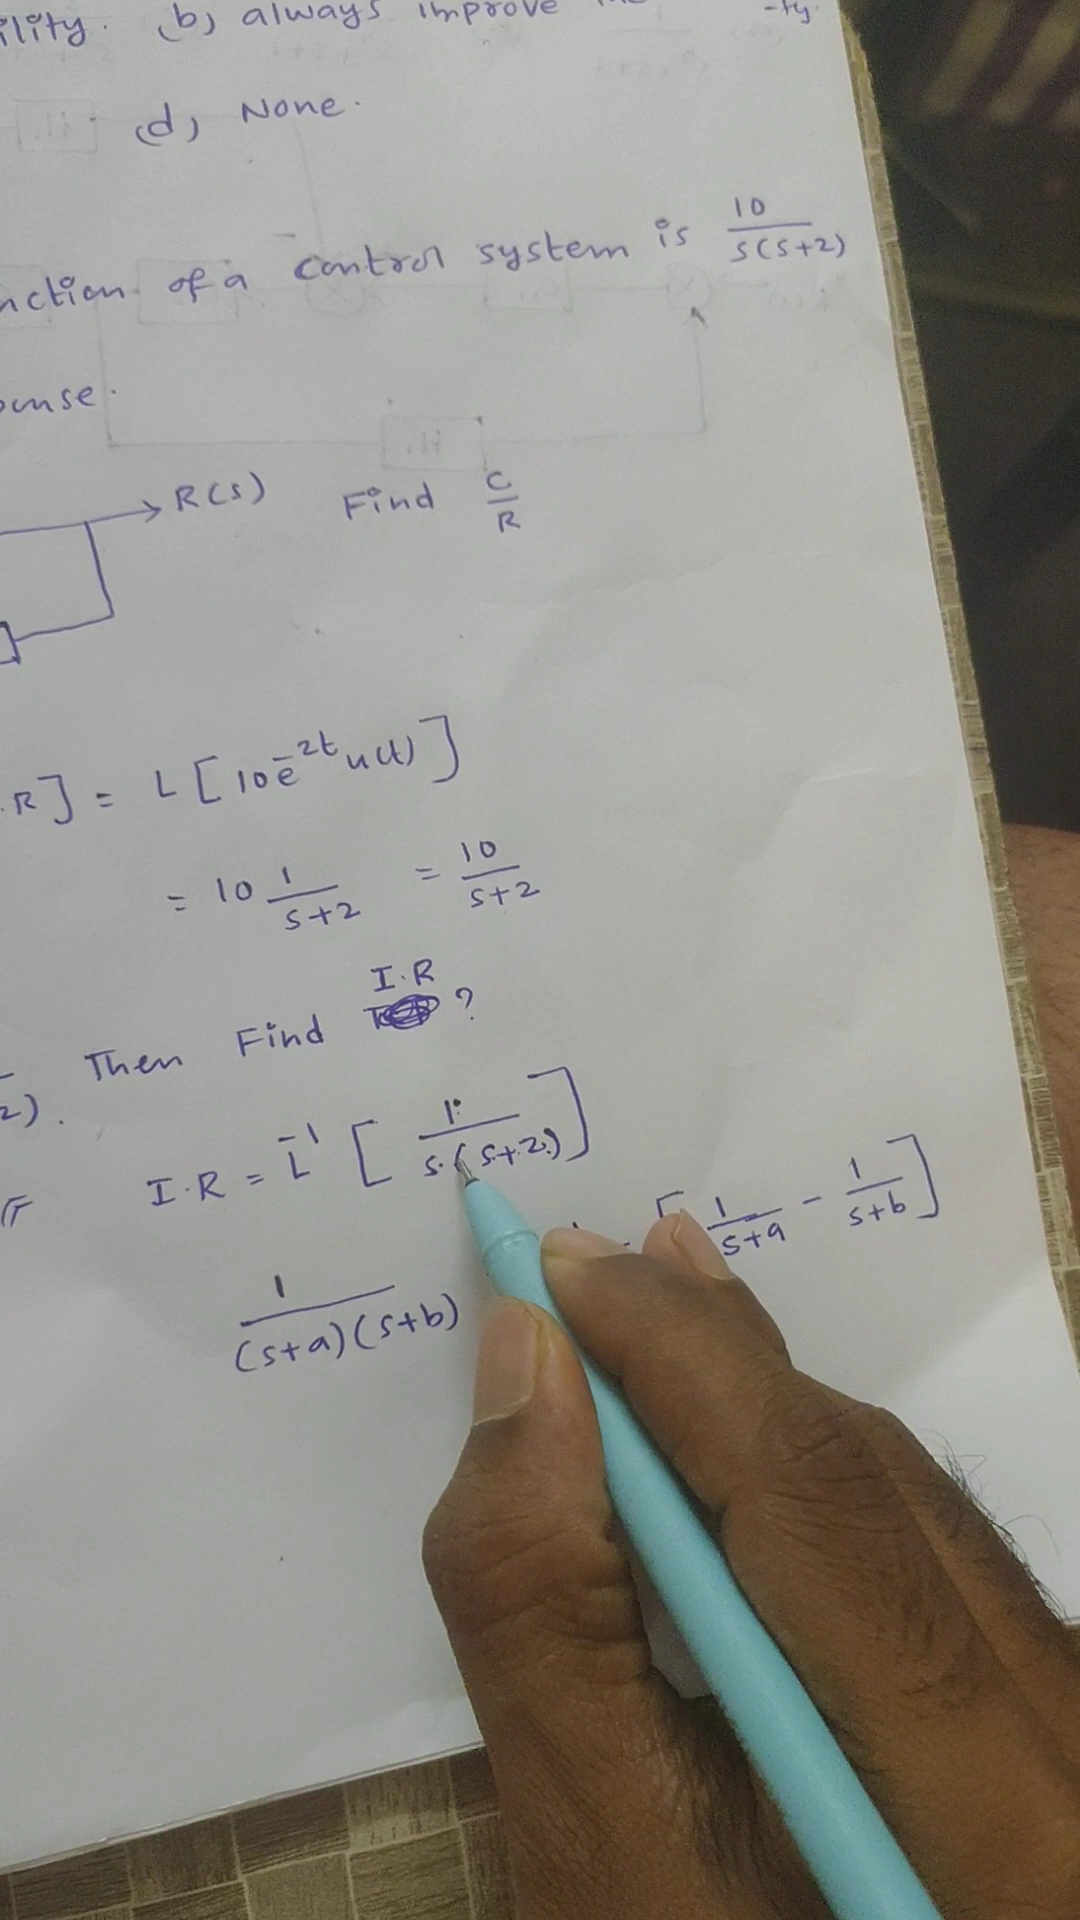 ility. (b) always improve
-ty.
(d) None.
nction of a control system is 10/s(s+2)
onse.
→ R(s) Find C/R
.R] = L[10e^-2t u(t)]
= 10 1/s+2 = 10/s+2
I.R
Then Find ?
2).
I.R = L^-1 [1/s.(s+2)]
1/(s+a)(s+b) [1/s+a - 1/s+b]